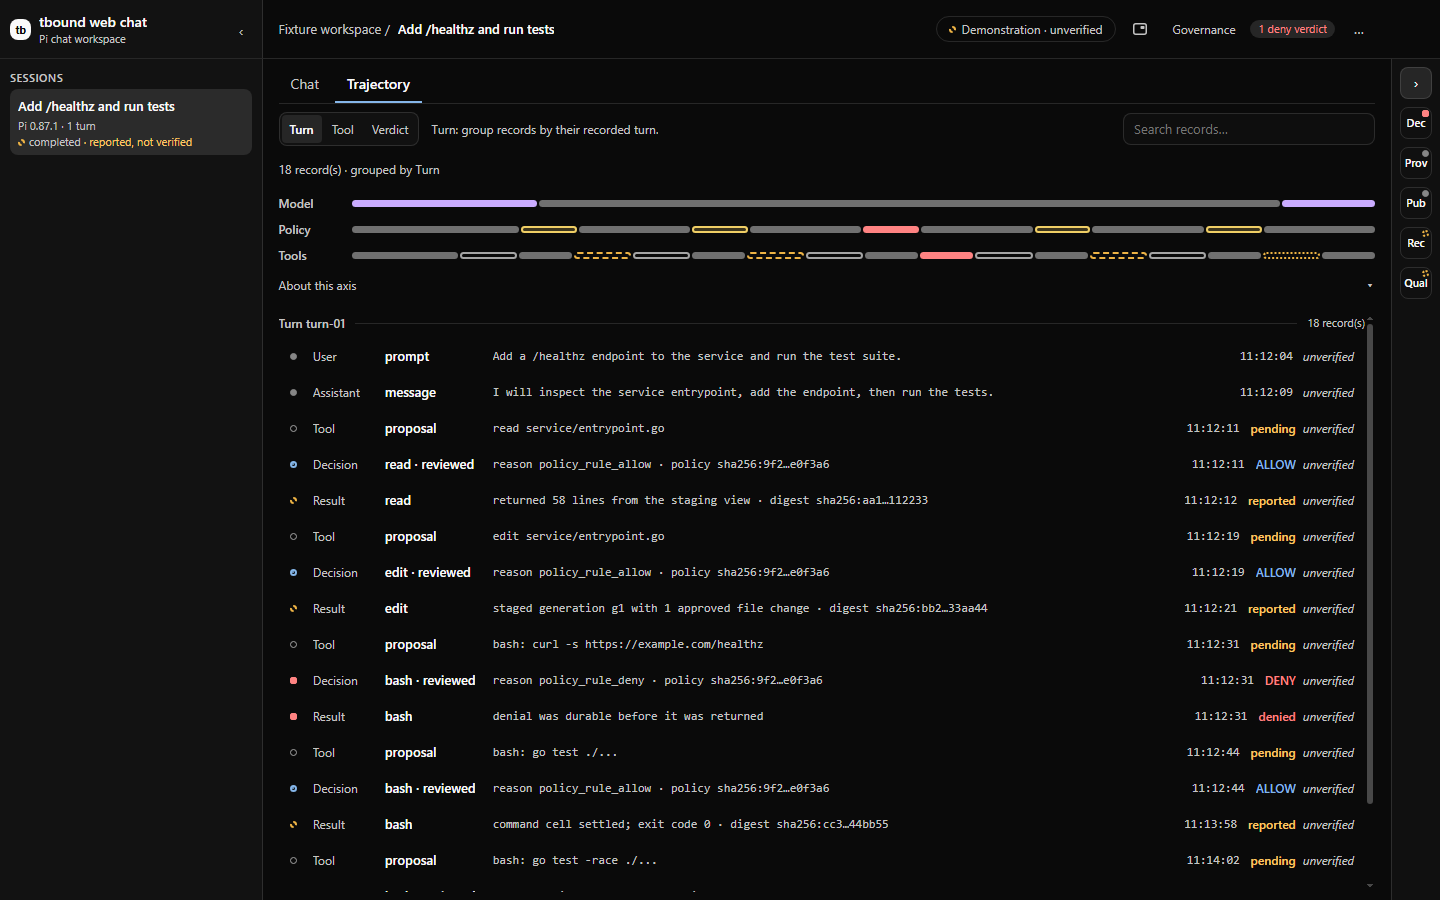 tb
tbound web chat
Pi chat workspace
‹
Fixture workspace / Add /healthz and run tests
Demonstration · unverified
Governance
1 deny verdict
...
SESSIONS
Add /healthz and run tests
Pi 0.87.1 · 1 turn
completed · reported, not verified
Chat
Trajectory
Turn
Tool
Verdict
Turn: group records by their recorded turn.
Search records...
18 record(s) · grouped by Turn
Model
Policy
Tools
About this axis
Turn turn-01
18 record(s)
User prompt Add a /healthz endpoint to the service and run the test suite. 11:12:04 unverified
Assistant message I will inspect the service entrypoint, add the endpoint, then run the tests. 11:12:09 unverified
Tool proposal read service/entrypoint.go 11:12:11 pending unverified
Decision read · reviewed reason policy_rule_allow · policy sha256:9f2…e0f3a6 11:12:11 ALLOW unverified
Result read returned 58 lines from the staging view · digest sha256:aa1…112233 11:12:12 reported unverified
Tool proposal edit service/entrypoint.go 11:12:19 pending unverified
Decision edit · reviewed reason policy_rule_allow · policy sha256:9f2…e0f3a6 11:12:19 ALLOW unverified
Result edit staged generation g1 with 1 approved file change · digest sha256:bb2…33aa44 11:12:21 reported unverified
Tool proposal bash: curl -s https://example.com/healthz 11:12:31 pending unverified
Decision bash · reviewed reason policy_rule_deny · policy sha256:9f2…e0f3a6 11:12:31 DENY unverified
Result bash denial was durable before it was returned 11:12:31 denied unverified
Tool proposal bash: go test ./... 11:12:44 pending unverified
Decision bash · reviewed reason policy_rule_allow · policy sha256:9f2…e0f3a6 11:12:44 ALLOW unverified
Result bash command cell settled; exit code 0 · digest sha256:cc3…44bb55 11:13:58 reported unverified
Tool proposal bash: go test -race ./... 11:14:02 pending unverified
›
Dec
Prov
Pub
Rec
Qual